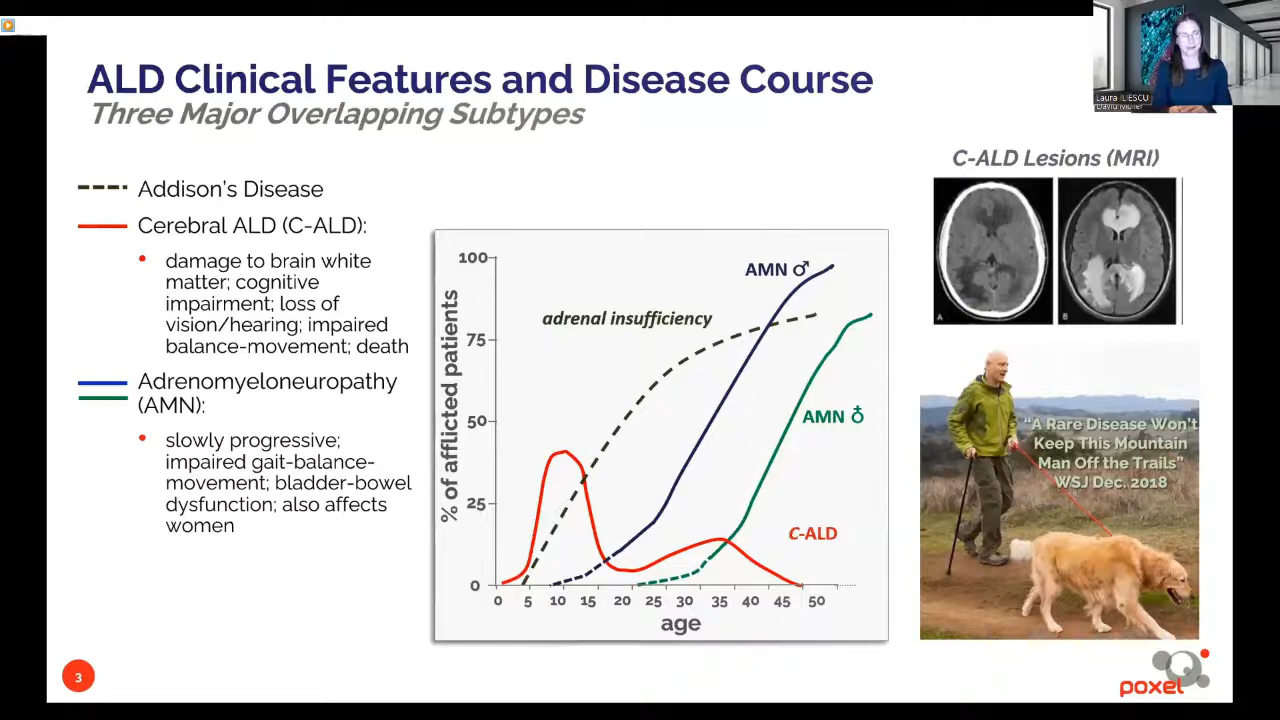 Laura ILIESCU
ALD Clinical Features and Disease Course
Three Major Overlapping Subtypes
Addison's Disease
Cerebral ALD (C-ALD):
• damage to brain white
matter; cognitive
impairment; loss of
vision/hearing; impaired
balance-movement; death
Adrenomyeloneuropathy
(AMN):
• slowly progressive;
impaired gait-balance-
movement; bladder-bowel
dysfunction; also affects
women
% of afflicted patients
100
75
50
25
0
AMN ♂
adrenal insufficiency
AMN ♁
C-ALD
0 5 10 15 20 25 30 35 40 45 50
age
C-ALD Lesions (MRI)
A
B
"A Rare Disease Won't
Keep This Mountain
Man Off the Trails"
WSJ Dec. 2018
3
poxel